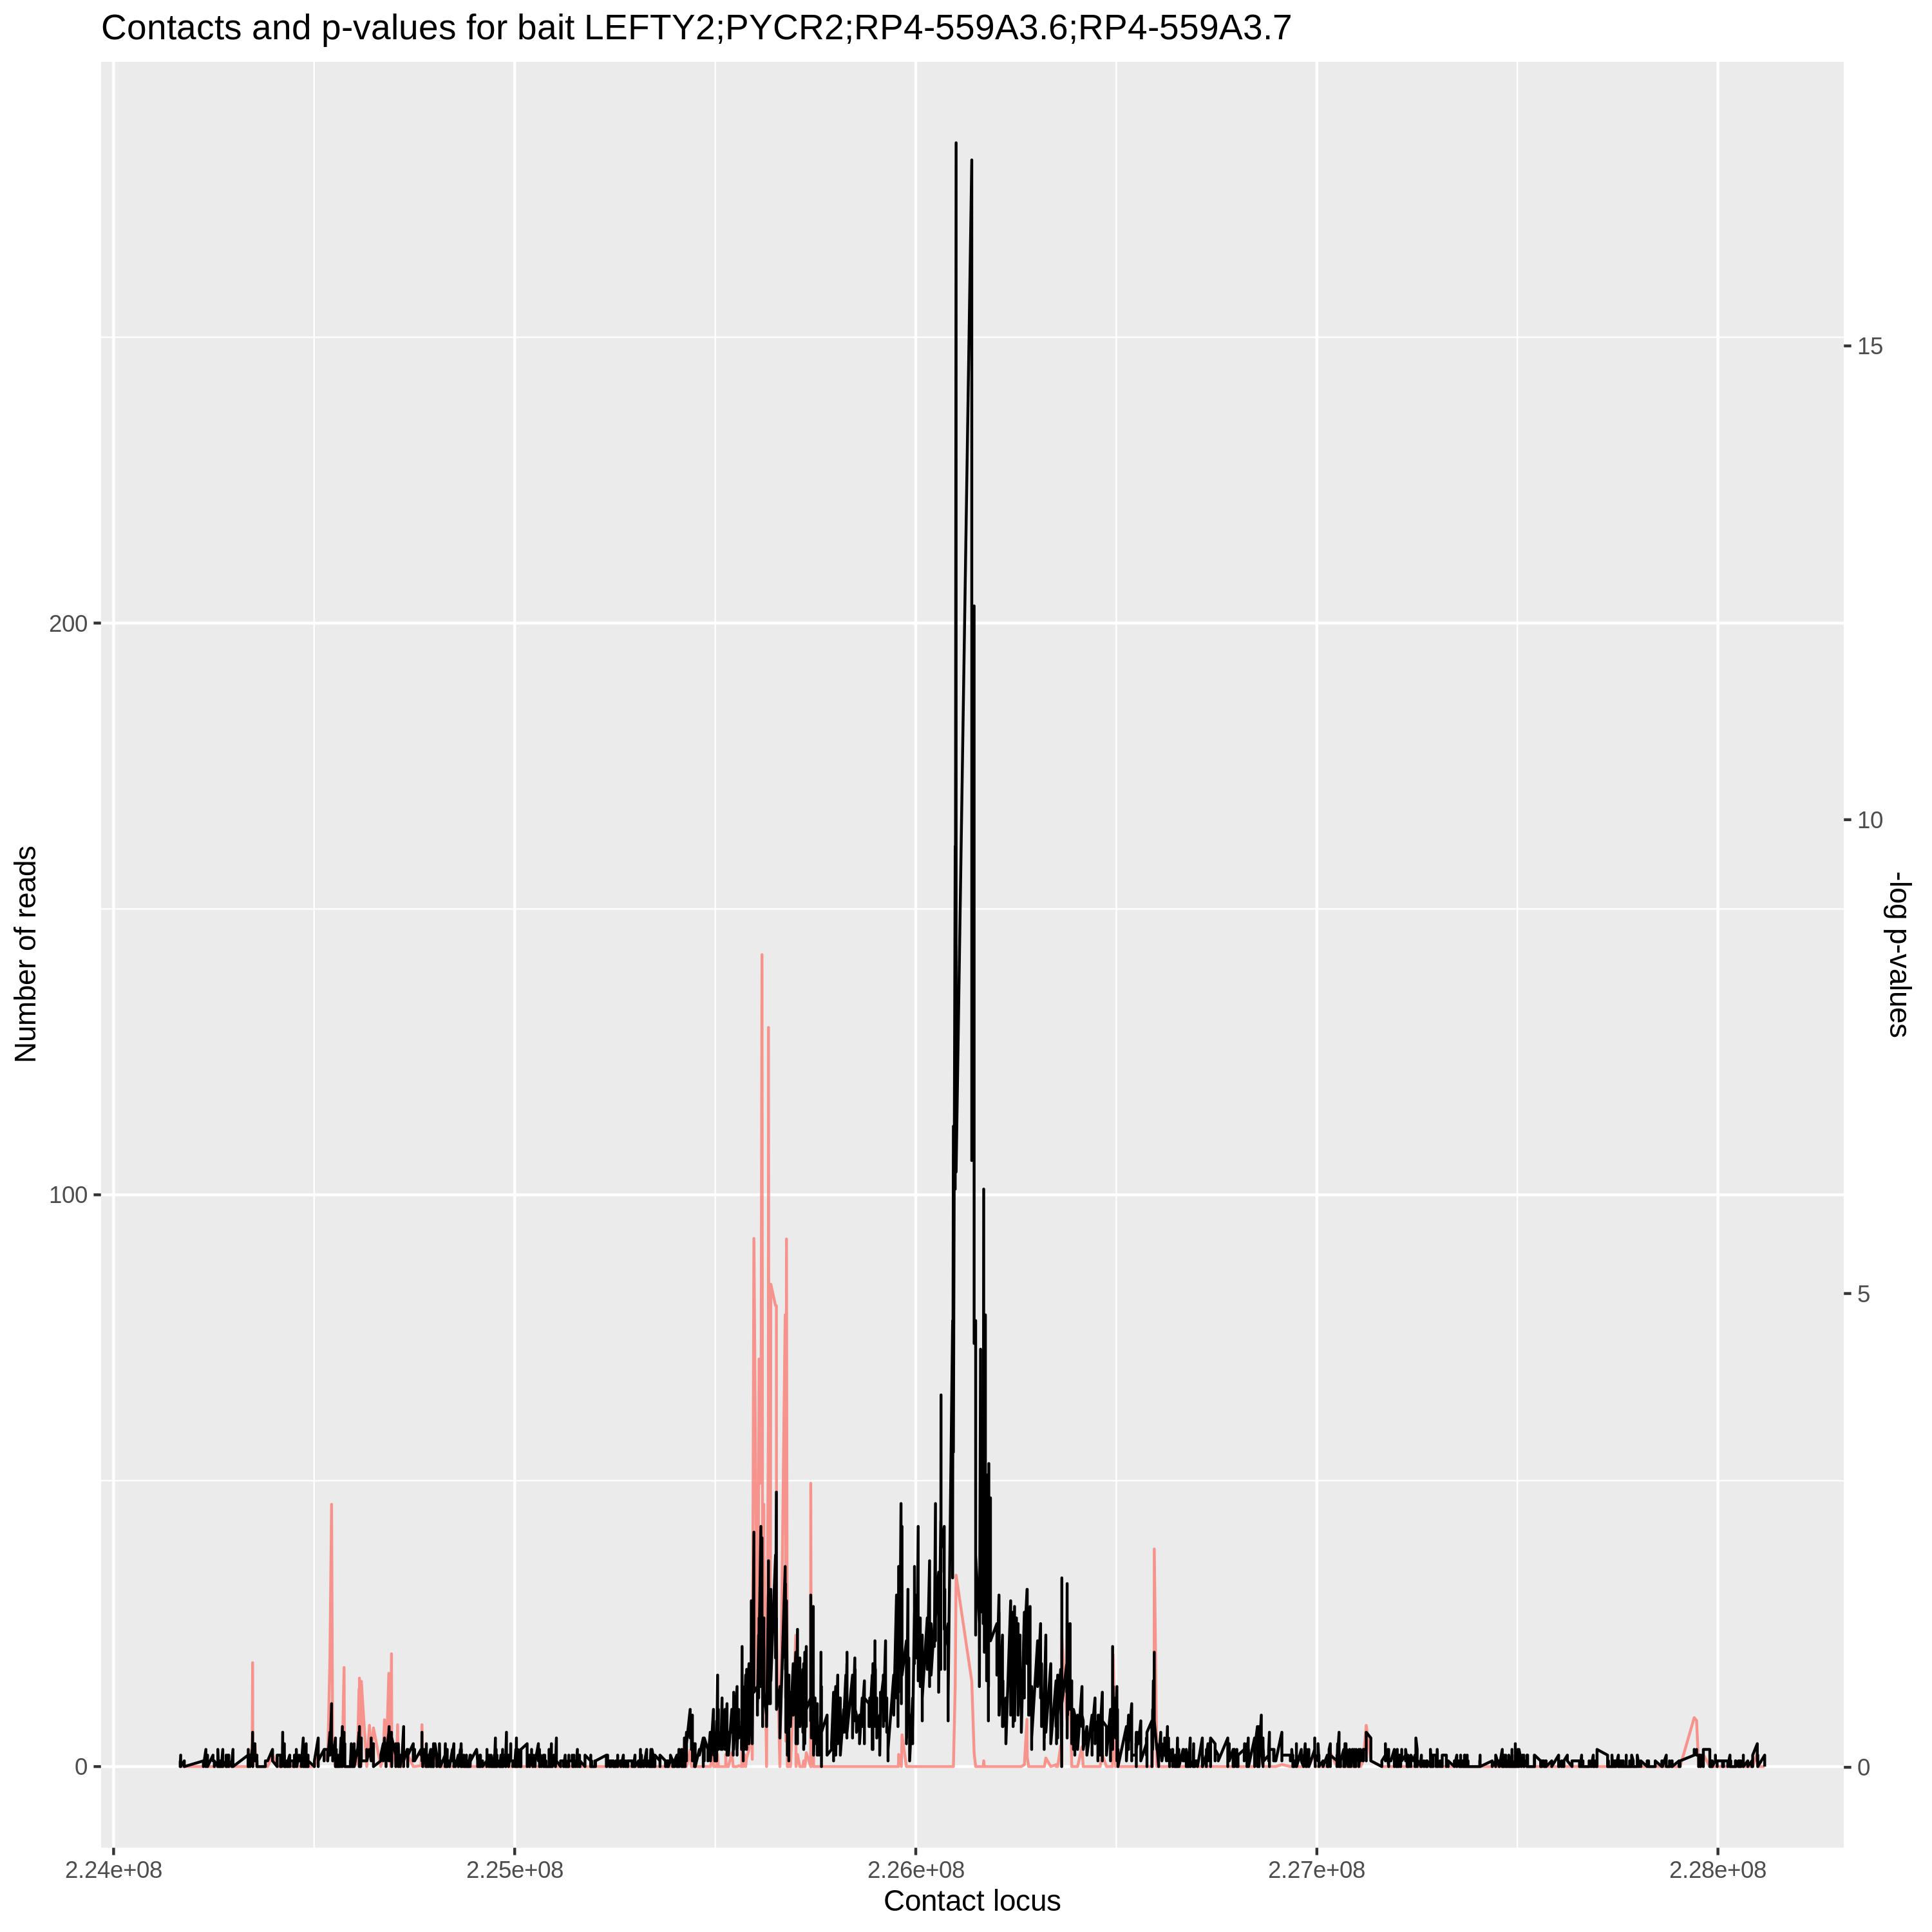 Contacts and p-values for bait LEFTY2;PYCR2;RP4-559A3.6;RP4-559A3.7
Number of reads
200
100
0
15
10
5
0
-log p-values
2.24e+08 2.25e+08 2.26e+08 2.27e+08 2.28e+08
Contact locus